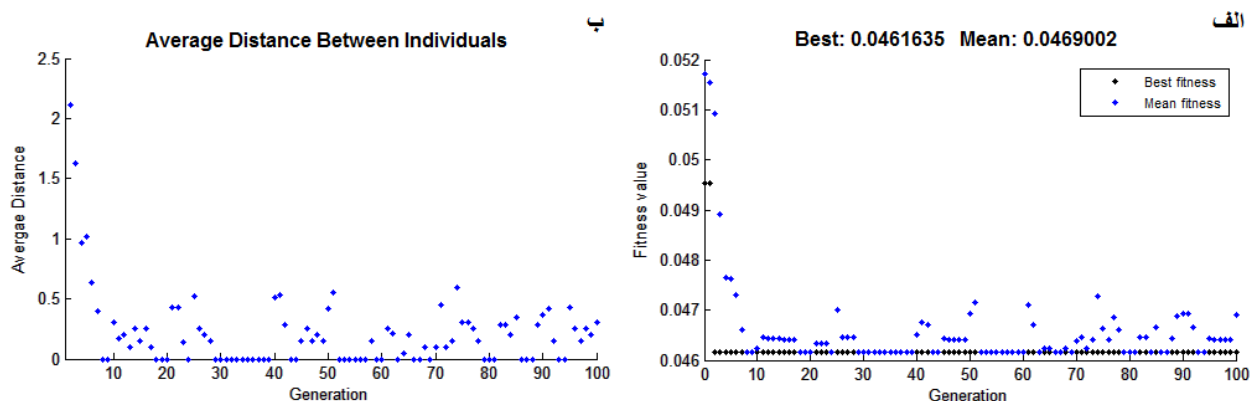 ب
Average Distance Between Individuals
2.5
2
1.5
1
0.5
0
Avergae Distance
10 20 30 40 50 60 70 80 90 100
Generation
الف
Best: 0.0461635 Mean: 0.0469002
0.052
0.051
0.05
0.049
0.048
0.047
0.046
Fitness value
Best fitness
Mean fitness
0 10 20 30 40 50 60 70 80 90 100
Generation